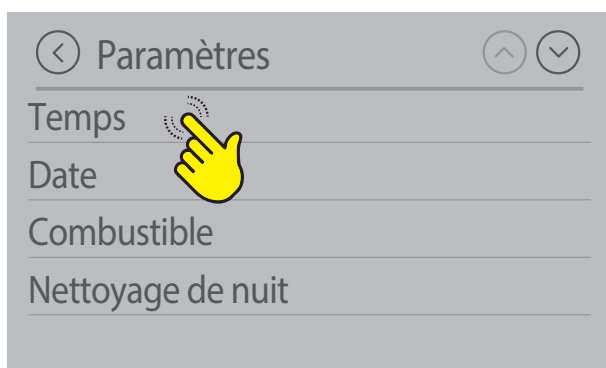 Paramètres
Temps
Date
Combustible
Nettoyage de nuit